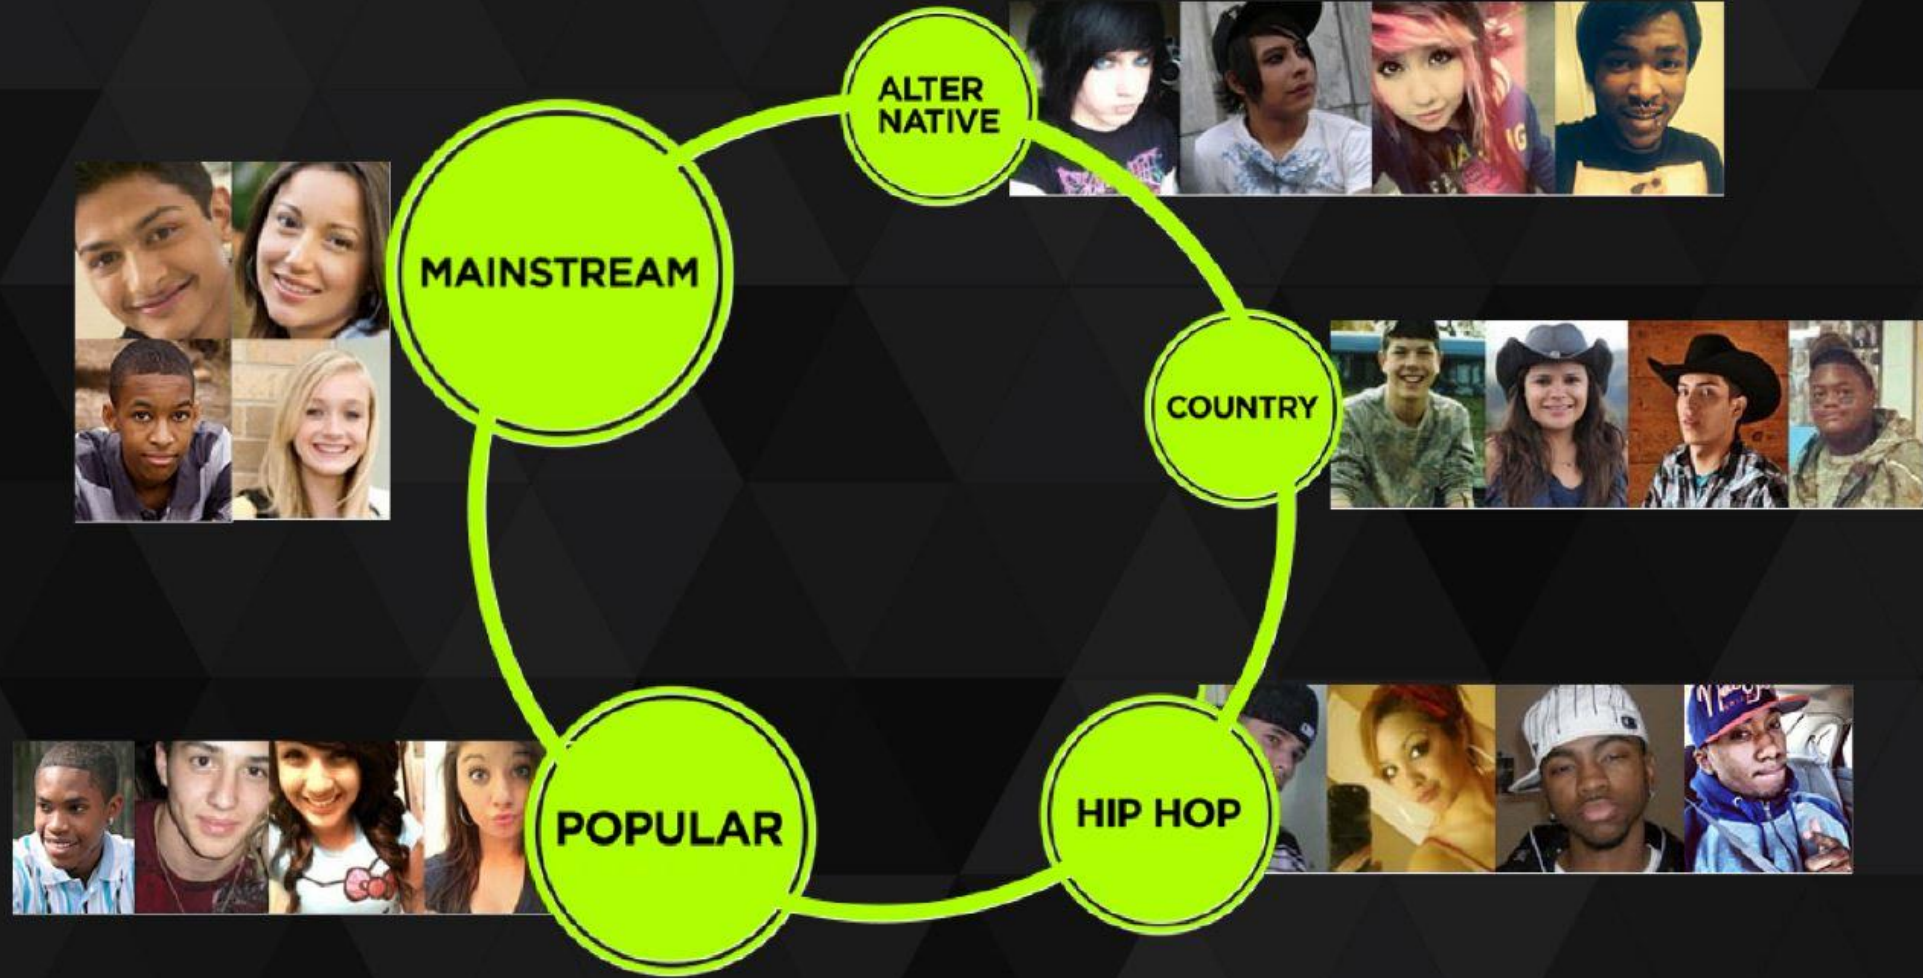 ALTER
NATIVE
MAINSTREAM
COUNTRY
POPULAR
HIP HOP